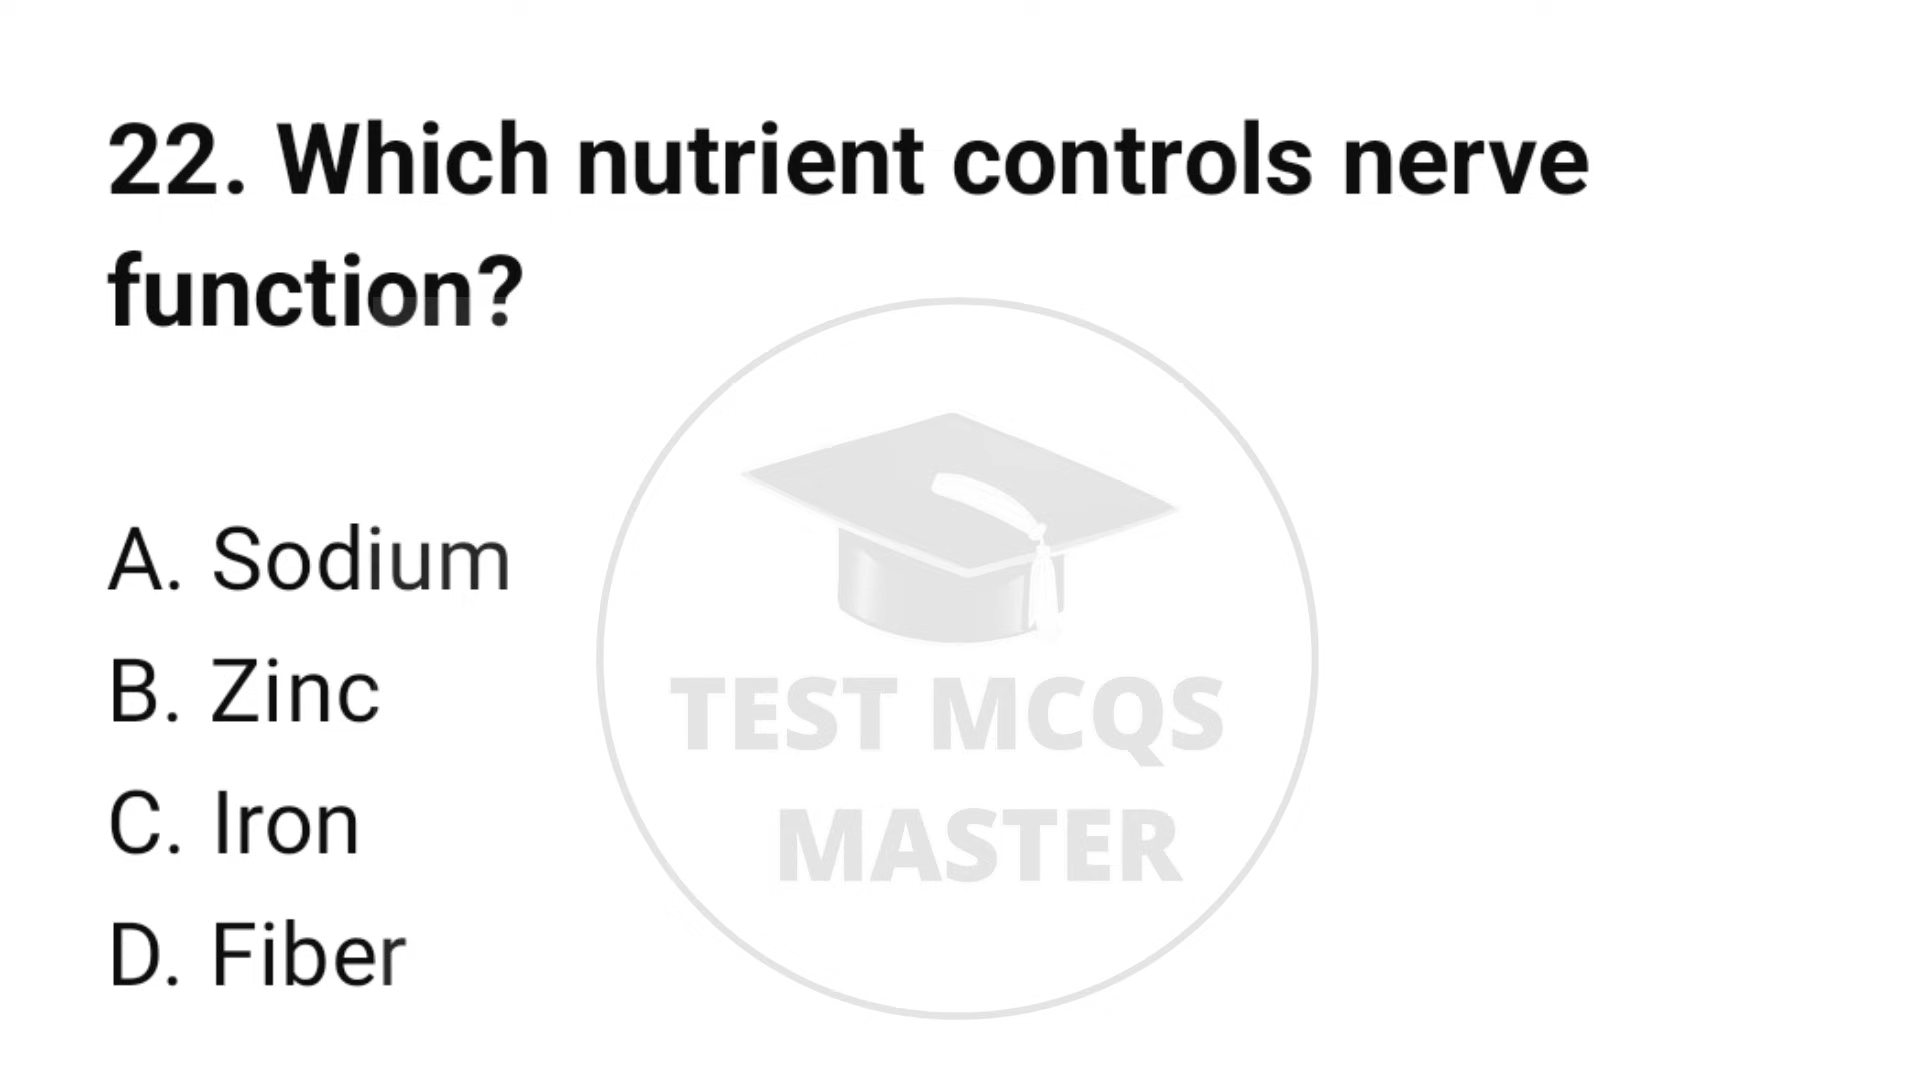 22. Which nutrient controls nerve
function?
A. Sodium
B. Zinc
C. Iron
D. Fiber
TEST MCQS
MASTER